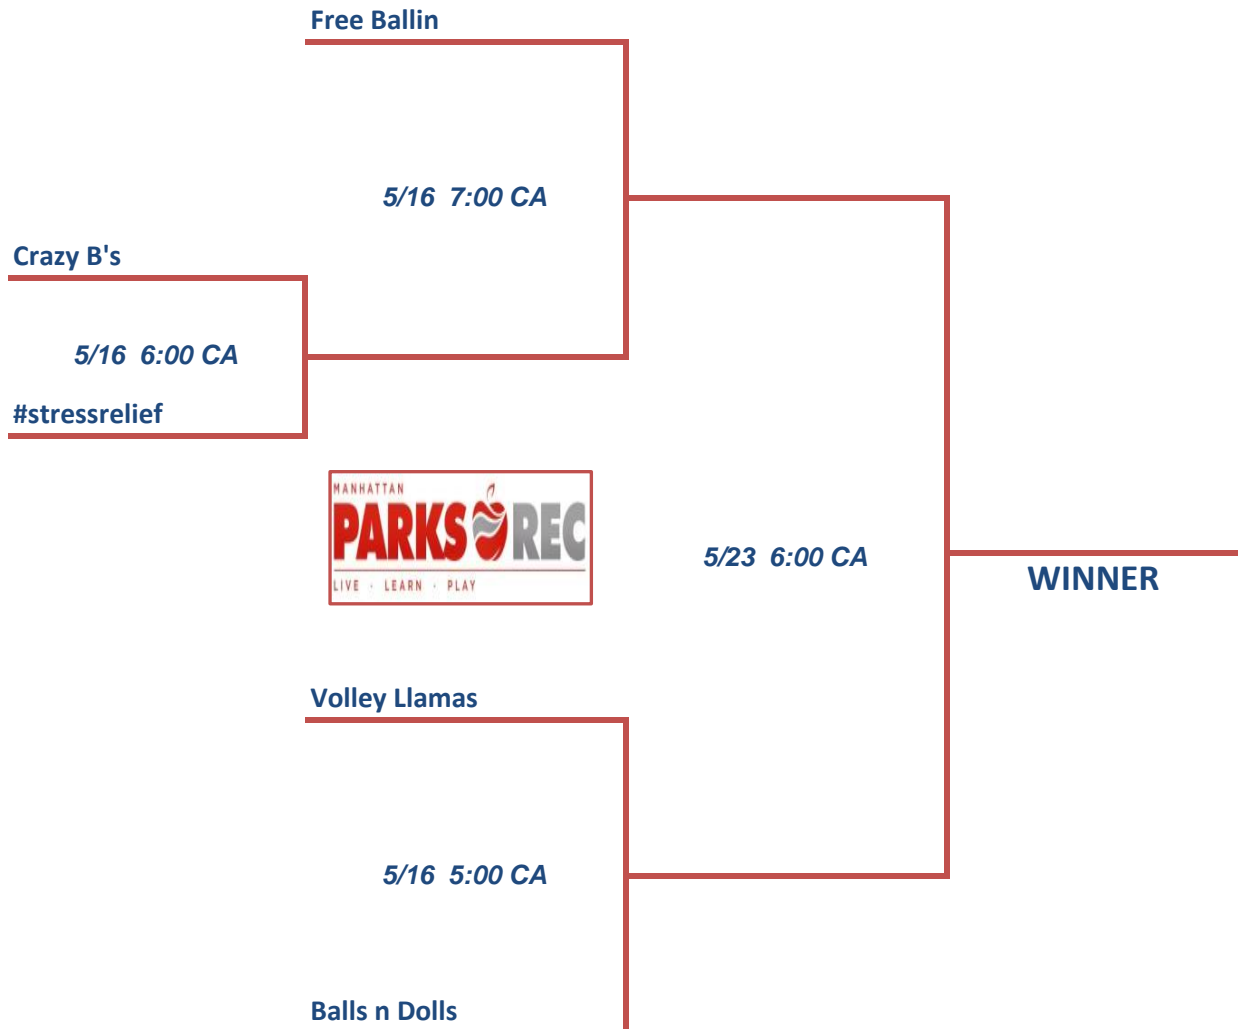 Free Ballin
5/16  7:00 CA
Crazy B's
5/16  6:00 CA
#stressrelief
MANHATTAN
PARKS REC
LIVE · LEARN · PLAY
5/23  6:00 CA
WINNER
Volley Llamas
5/16  5:00 CA
Balls n Dolls